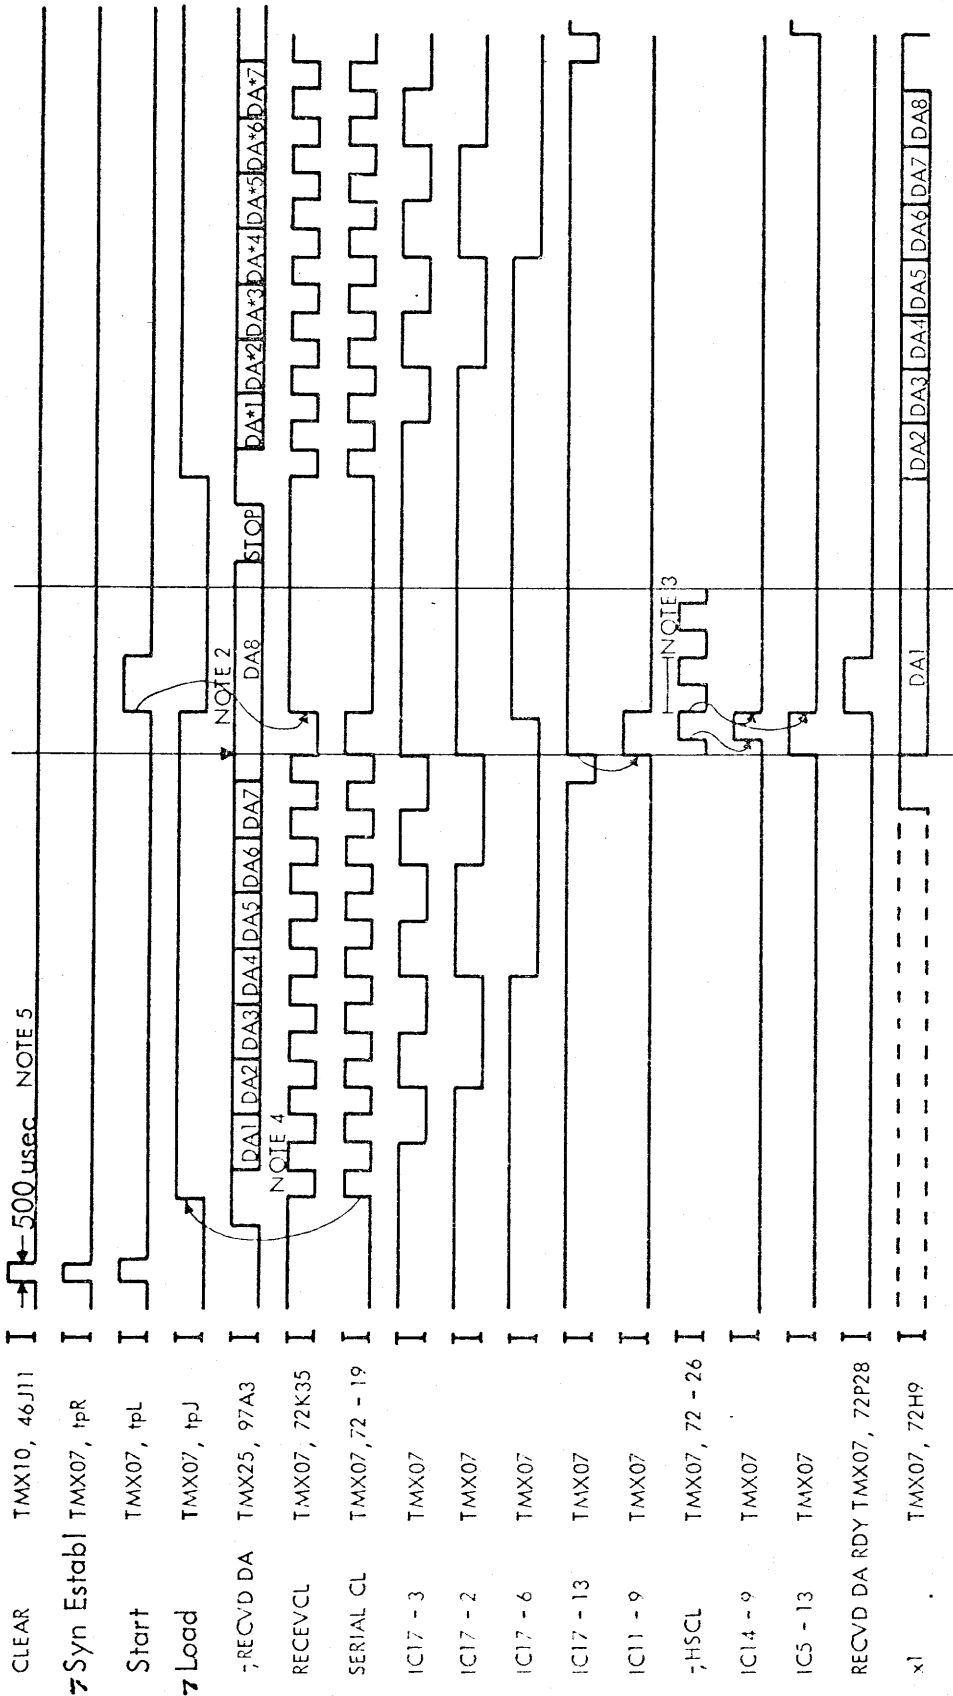 CLEAR TMX10, 46J11
⌐Syn Establ TMX07, tpR
Start TMX07, tpL
⌐Load TMX07, tpJ
⌐RECVD DA TMX25, 97A3
RECEVCL TMX07, 72K35
SERIAL CL TMX07,72 - 19
IC17 - 3 TMX07
IC17 - 2 TMX07
IC17 - 6 TMX07
IC17 - 13 TMX07
IC11 - 9 TMX07
⌐HSCL TMX07, 72 - 26
IC14 - 9 TMX07
IC5 - 13 TMX07
RECVD DA RDY TMX07, 72P28
x1 TMX07, 72H9
500 usec NOTE 5
DA1 DA2 DA3 DA4 DA5 DA6 DA7 DA8 STOP DA*1 DA*2 DA*3 DA*4 DA*5 DA*6 DA*7
NOTE 2
NOTE 4
NOTE 3
DA1 DA2 DA3 DA4 DA5 DA6 DA7 DA8